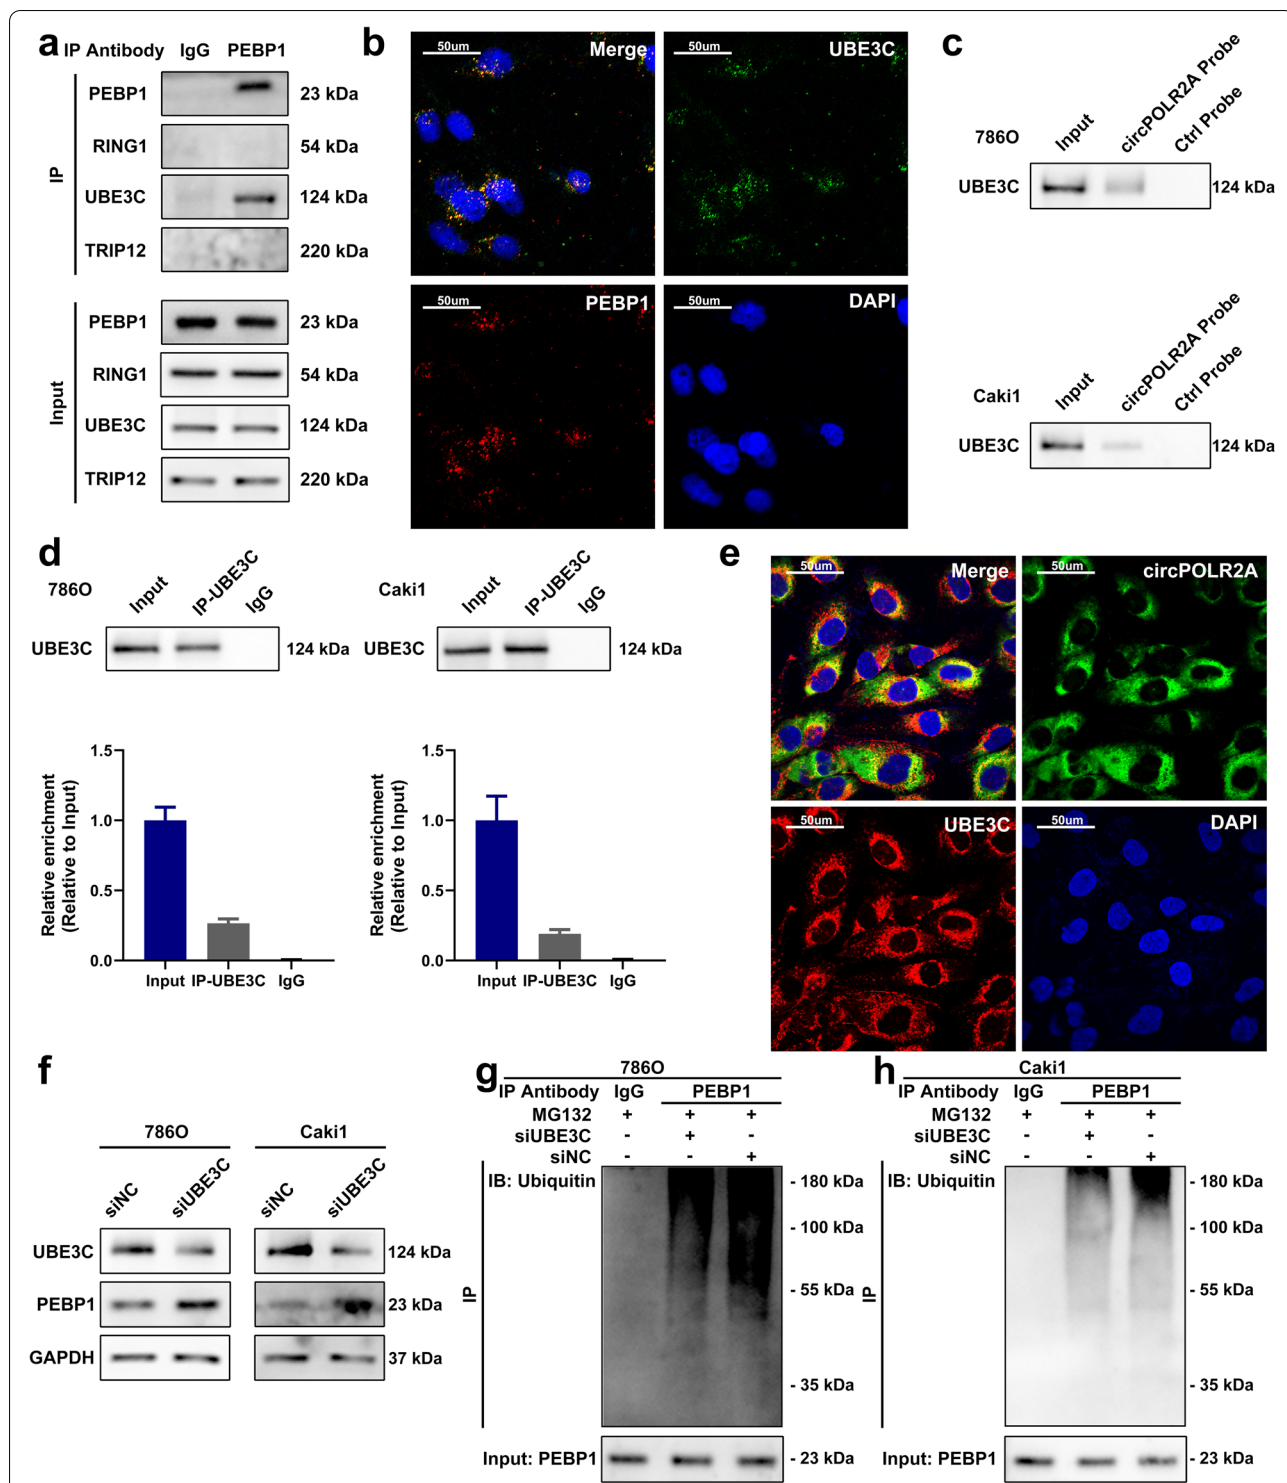 a
IP Antibody IgG PEBP1
IP
PEBP1 23 kDa
RING1 54 kDa
UBE3C 124 kDa
TRIP12 220 kDa
Input
PEBP1 23 kDa
RING1 54 kDa
UBE3C 124 kDa
TRIP12 220 kDa
b
50um Merge
50um UBE3C
50um PEBP1
50um DAPI
c
786O Input circPOLR2A Probe Ctrl Probe
UBE3C 124 kDa
Caki1 Input circPOLR2A Probe Ctrl Probe
UBE3C 124 kDa
d
786O Input IP-UBE3C IgG
UBE3C 124 kDa
Caki1 Input IP-UBE3C IgG
UBE3C 124 kDa
Relative enrichment
(Relative to Input)
1.5
1.0
0.5
0.0
Input IP-UBE3C IgG
Relative enrichment
(Relative to Input)
1.5
1.0
0.5
0.0
Input IP-UBE3C IgG
e
50um Merge
50um circPOLR2A
50um UBE3C
50um DAPI
f
786O Caki1
siNC siUBE3C siNC siUBE3C
UBE3C 124 kDa
PEBP1 23 kDa
GAPDH 37 kDa
g
786O
IP Antibody IgG PEBP1
MG132 + + +
siUBE3C - + -
siNC - - +
IP
IB: Ubiquitin
- 180 kDa
- 100 kDa
- 55 kDa
- 35 kDa
Input: PEBP1 - 23 kDa
h
Caki1
IP Antibody IgG PEBP1
MG132 + + +
siUBE3C - + -
siNC - - +
IP
IB: Ubiquitin
- 180 kDa
- 100 kDa
- 55 kDa
- 35 kDa
Input: PEBP1 - 23 kDa